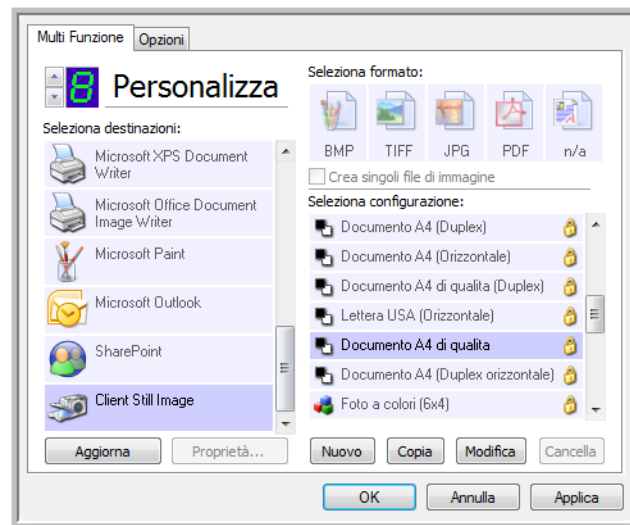 Multi Funzione
Opzioni
8
Personalizza
Seleziona destinazioni:
Microsoft XPS Document
Writer
Microsoft Office Document
Image Writer
Microsoft Paint
Microsoft Outlook
SharePoint
Client Still Image
Aggiorna
Proprietà...
Seleziona formato:
BMP
TIFF
JPG
PDF
n/a
Crea singoli file di immagine
Seleziona configurazione:
Documento A4 (Duplex)
Documento A4 (Orizzontale)
Documento A4 di qualita (Duplex)
Lettera USA (Orizzontale)
Documento A4 di qualita
Documento A4 (Duplex orizzontale)
Foto a colori (6x4)
Nuovo
Copia
Modifica
Cancella
OK
Annulla
Applica